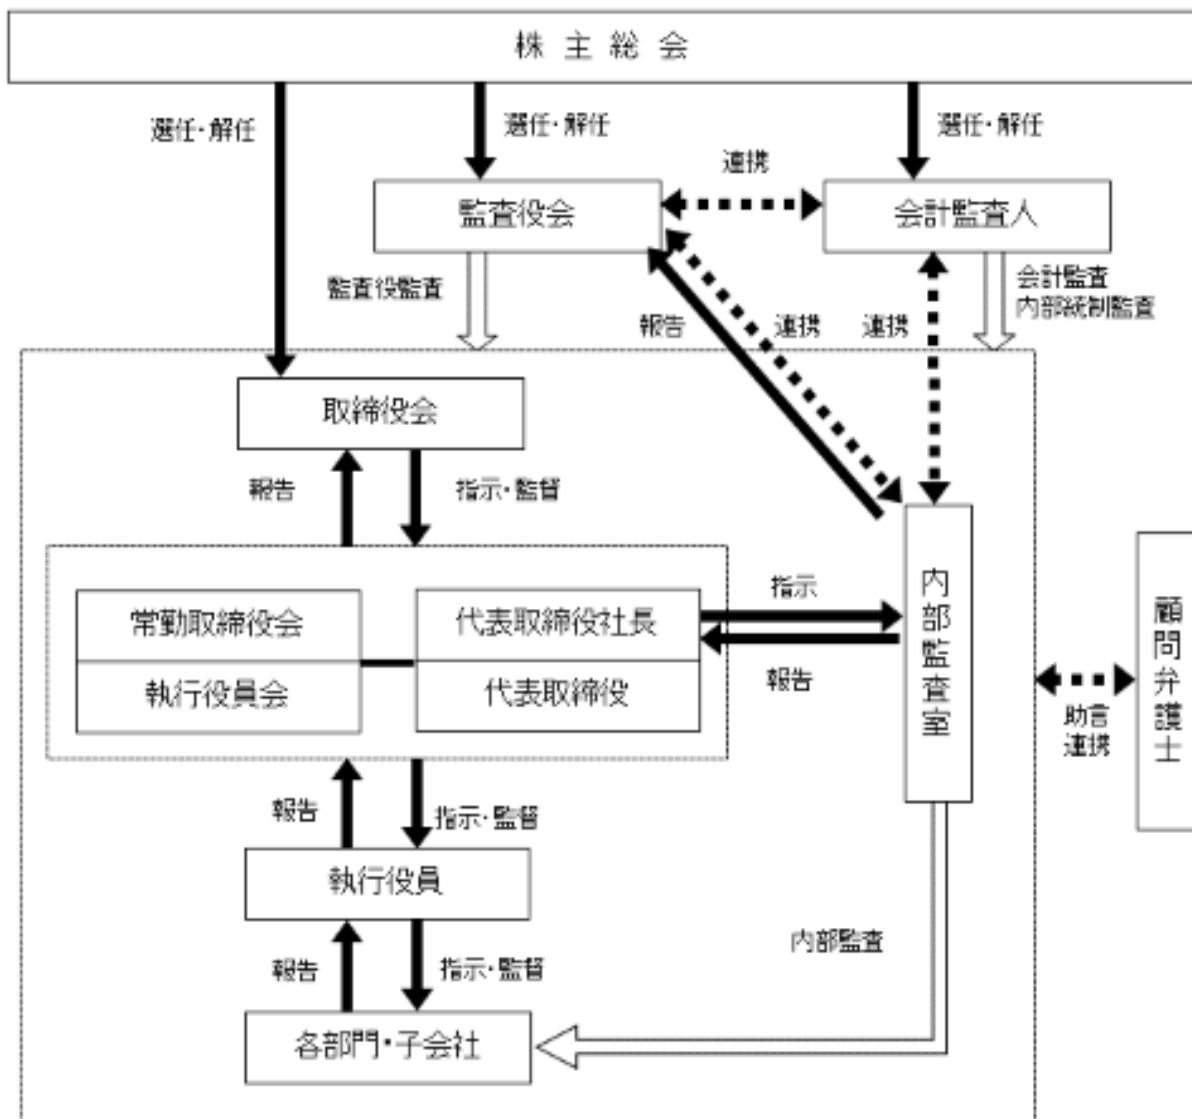 株主総会
選任・解任
選任・解任
選任・解任
連携
監査役会
会計監査人
監査役監査
会計監査
内部統制監査
報告
連携
連携
取締役会
報告
指示・監督
常勤取締役会
執行役員会
代表取締役社長
代表取締役
指示
報告
内部監査室
顧問弁護士
助言
連携
報告
指示・監督
執行役員
内部監査
報告
指示・監督
各部門・子会社